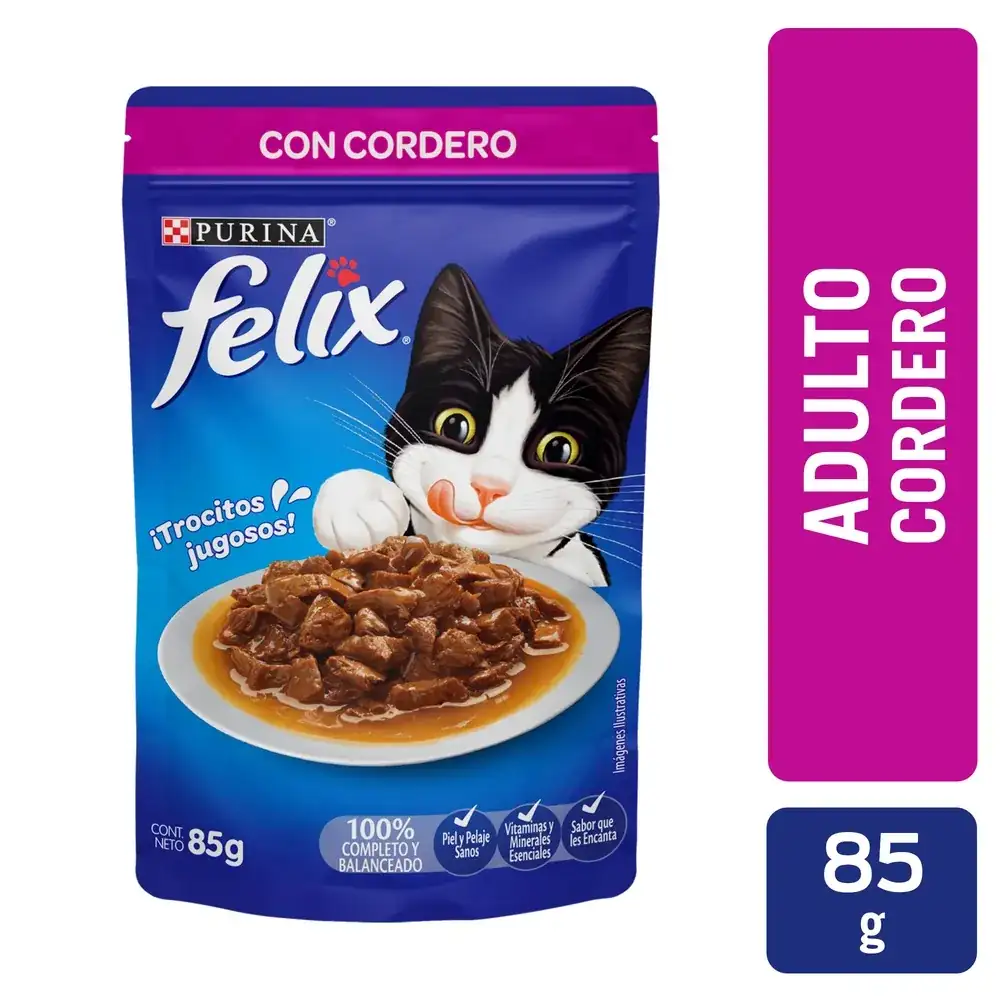 CON CORDERO
PURINA®
felix®
¡Trocitos
jugosos!
Imágenes Ilustrativas
CONT.
NETO 85g
100%
COMPLETO Y
BALANCEADO
Piel y Pelaje
Sanos
Vitaminas y
Minerales
Esenciales
Sabor que
les Encanta
ADULTO
CORDERO
85
g